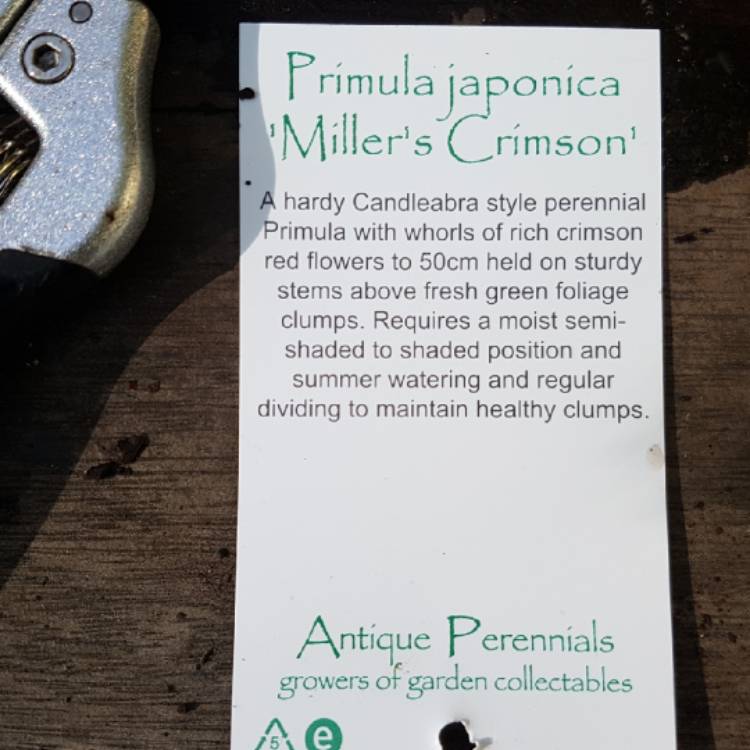 Primula japonica
'Miller's Crimson'
A hardy Candleabra style perennial
Primula with whorls of rich crimson
red flowers to 50cm held on sturdy
stems above fresh green foliage
clumps. Requires a moist semi-
shaded to shaded position and
summer watering and regular
dividing to maintain healthy clumps.
Antique Perennials
growers of garden collectables
5 e